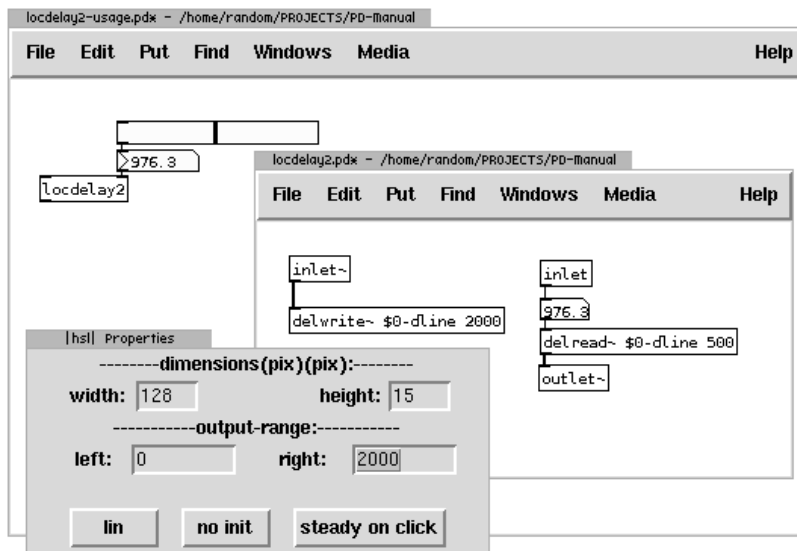 locdelay2-usage.pd* - /home/random/PROJECTS/PD-Manual
File Edit Put Find Windows Media Help
976.3
locdelay2
locdelay2.pd* - /home/random/PROJECTS/PD-Manual
File Edit Put Find Windows Media Help
inlet~
delwrite~ $0-dline 2000
inlet
976.3
delread~ $0-dline 500
outlet~
|hsl| Properties
--------dimensions(pix)(pix):--------
width: 128 height: 15
-----------output-range:-----------
left: 0 right: 2000
lin no init steady on click